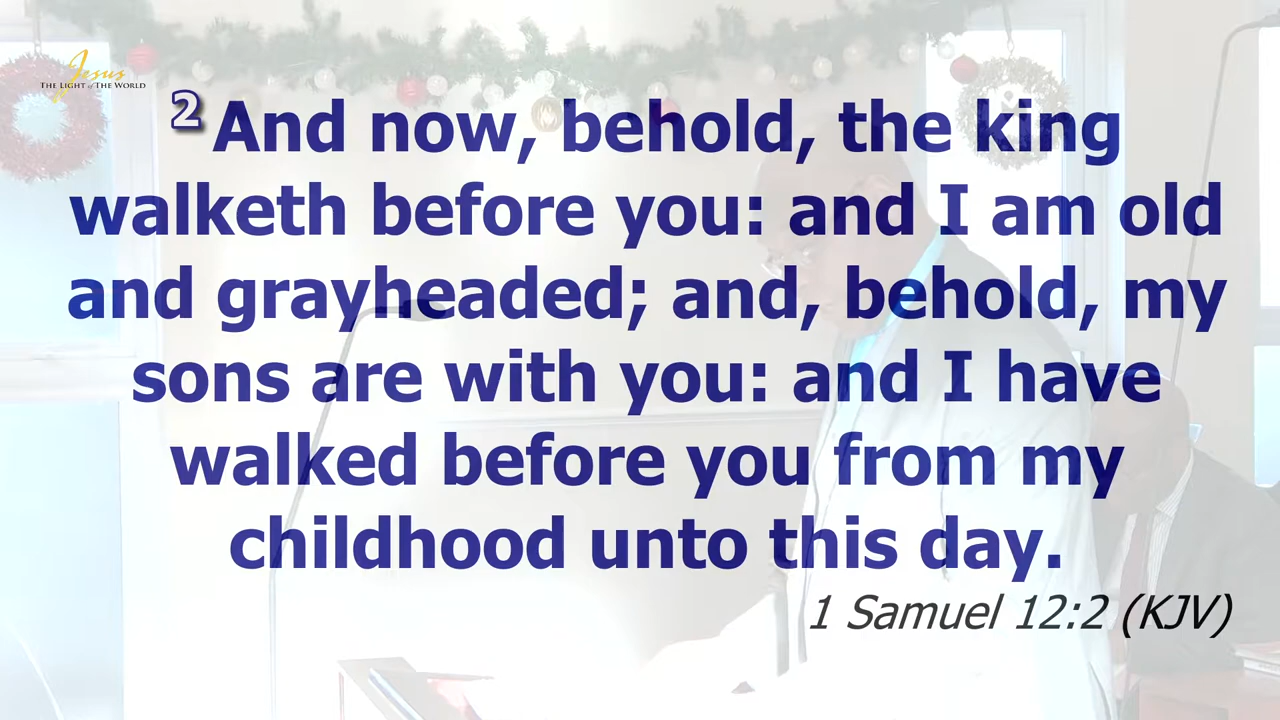 Jesus
THE LIGHT of THE WORLD
2 And now, behold, the king
walketh before you: and I am old
and grayheaded; and, behold, my
sons are with you: and I have
walked before you from my
childhood unto this day.
1 Samuel 12:2 (KJV)